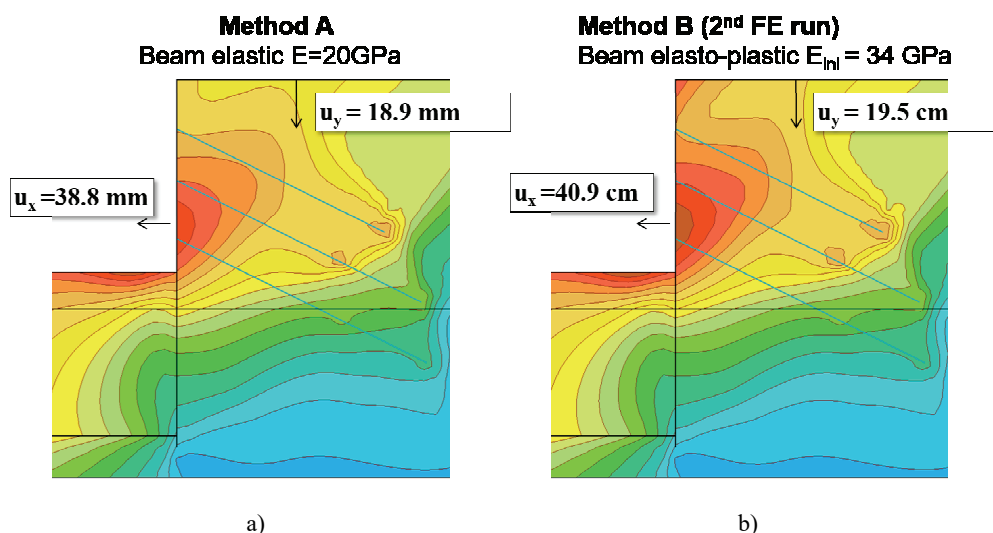 Method A
Beam elastic E=20GPa
u_y = 18.9 mm
u_x =38.8 mm
a)
Method B (2nd FE run)
Beam elasto-plastic E_ini = 34 GPa
u_y = 19.5 cm
u_x =40.9 cm
b)